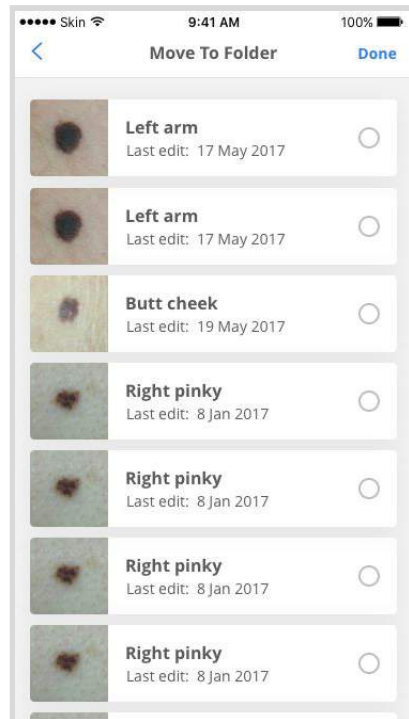 Skin 9:41 AM 100%
Move To Folder Done
Left arm
Last edit: 17 May 2017
Left arm
Last edit: 17 May 2017
Butt cheek
Last edit: 19 May 2017
Right pinky
Last edit: 8 Jan 2017
Right pinky
Last edit: 8 Jan 2017
Right pinky
Last edit: 8 Jan 2017
Right pinky
Last edit: 8 Jan 2017